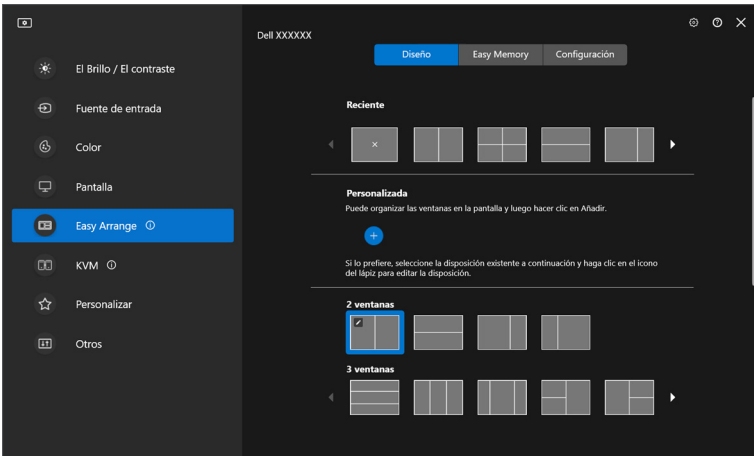 Dell XXXXXX
Diseño
Easy Memory
Configuración
El Brillo / El contraste
Fuente de entrada
Color
Pantalla
Easy Arrange
KVM
Personalizar
Otros
Reciente
Personalizada
Puede organizar las ventanas en la pantalla y luego hacer clic en Añadir.
Si lo prefiere, seleccione la disposición existente a continuación y haga clic en el icono
del lápiz para editar la disposición.
2 ventanas
3 ventanas